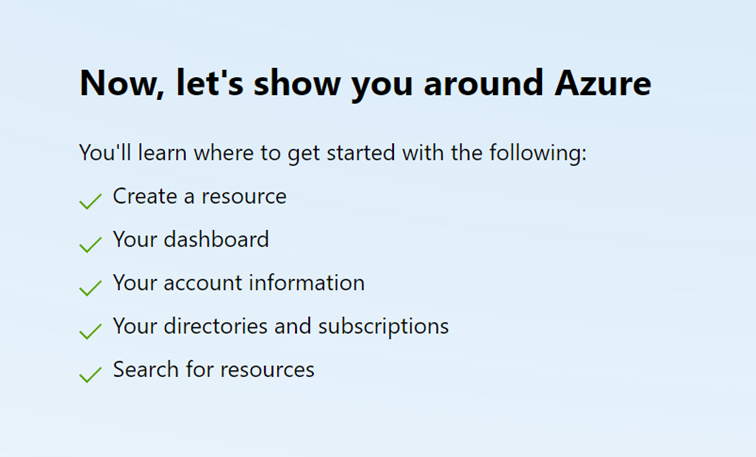 Now, let's show you around Azure
You'll learn where to get started with the following:
Create a resource
Your dashboard
Your account information
Your directories and subscriptions
Search for resources